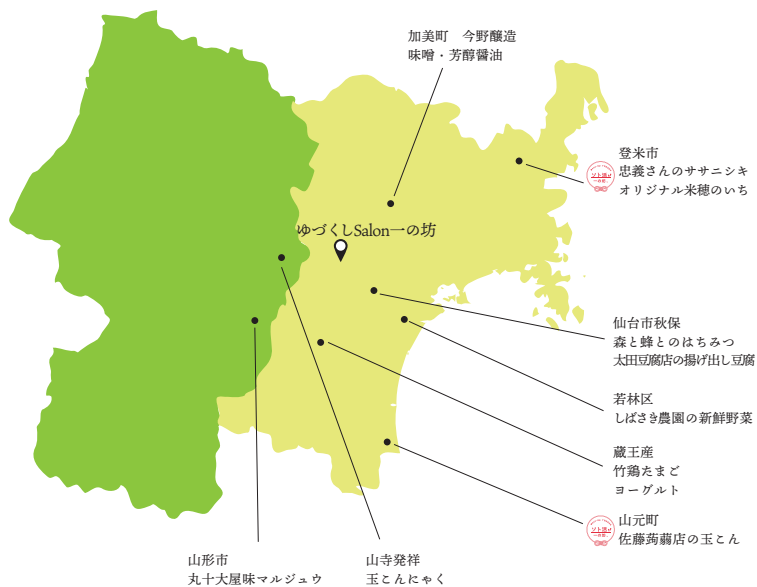 加美町　今野醸造
味噌・芳醇醤油
登米市
忠義さんのササニシキ
オリジナル米穂のいち
ゆづくしSalon一の坊
仙台市秋保
森と蜂とのはちみつ
太田豆腐店の揚げ出し豆腐
若林区
しばさき農園の新鮮野菜
蔵王産
竹鶏たまご
ヨーグルト
山元町
佐藤蒟蒻店の玉こん
山形市
丸十大屋味マルジュウ
山寺発祥
玉こんにゃく